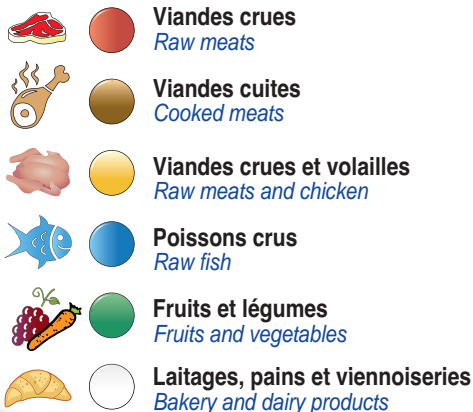 Viandes crues
Raw meats
Viandes cuites
Cooked meats
Viandes crues et volailles
Raw meats and chicken
Poissons crus
Raw fish
Fruits et légumes
Fruits and vegetables
Laitages, pains et viennoiseries
Bakery and dairy products